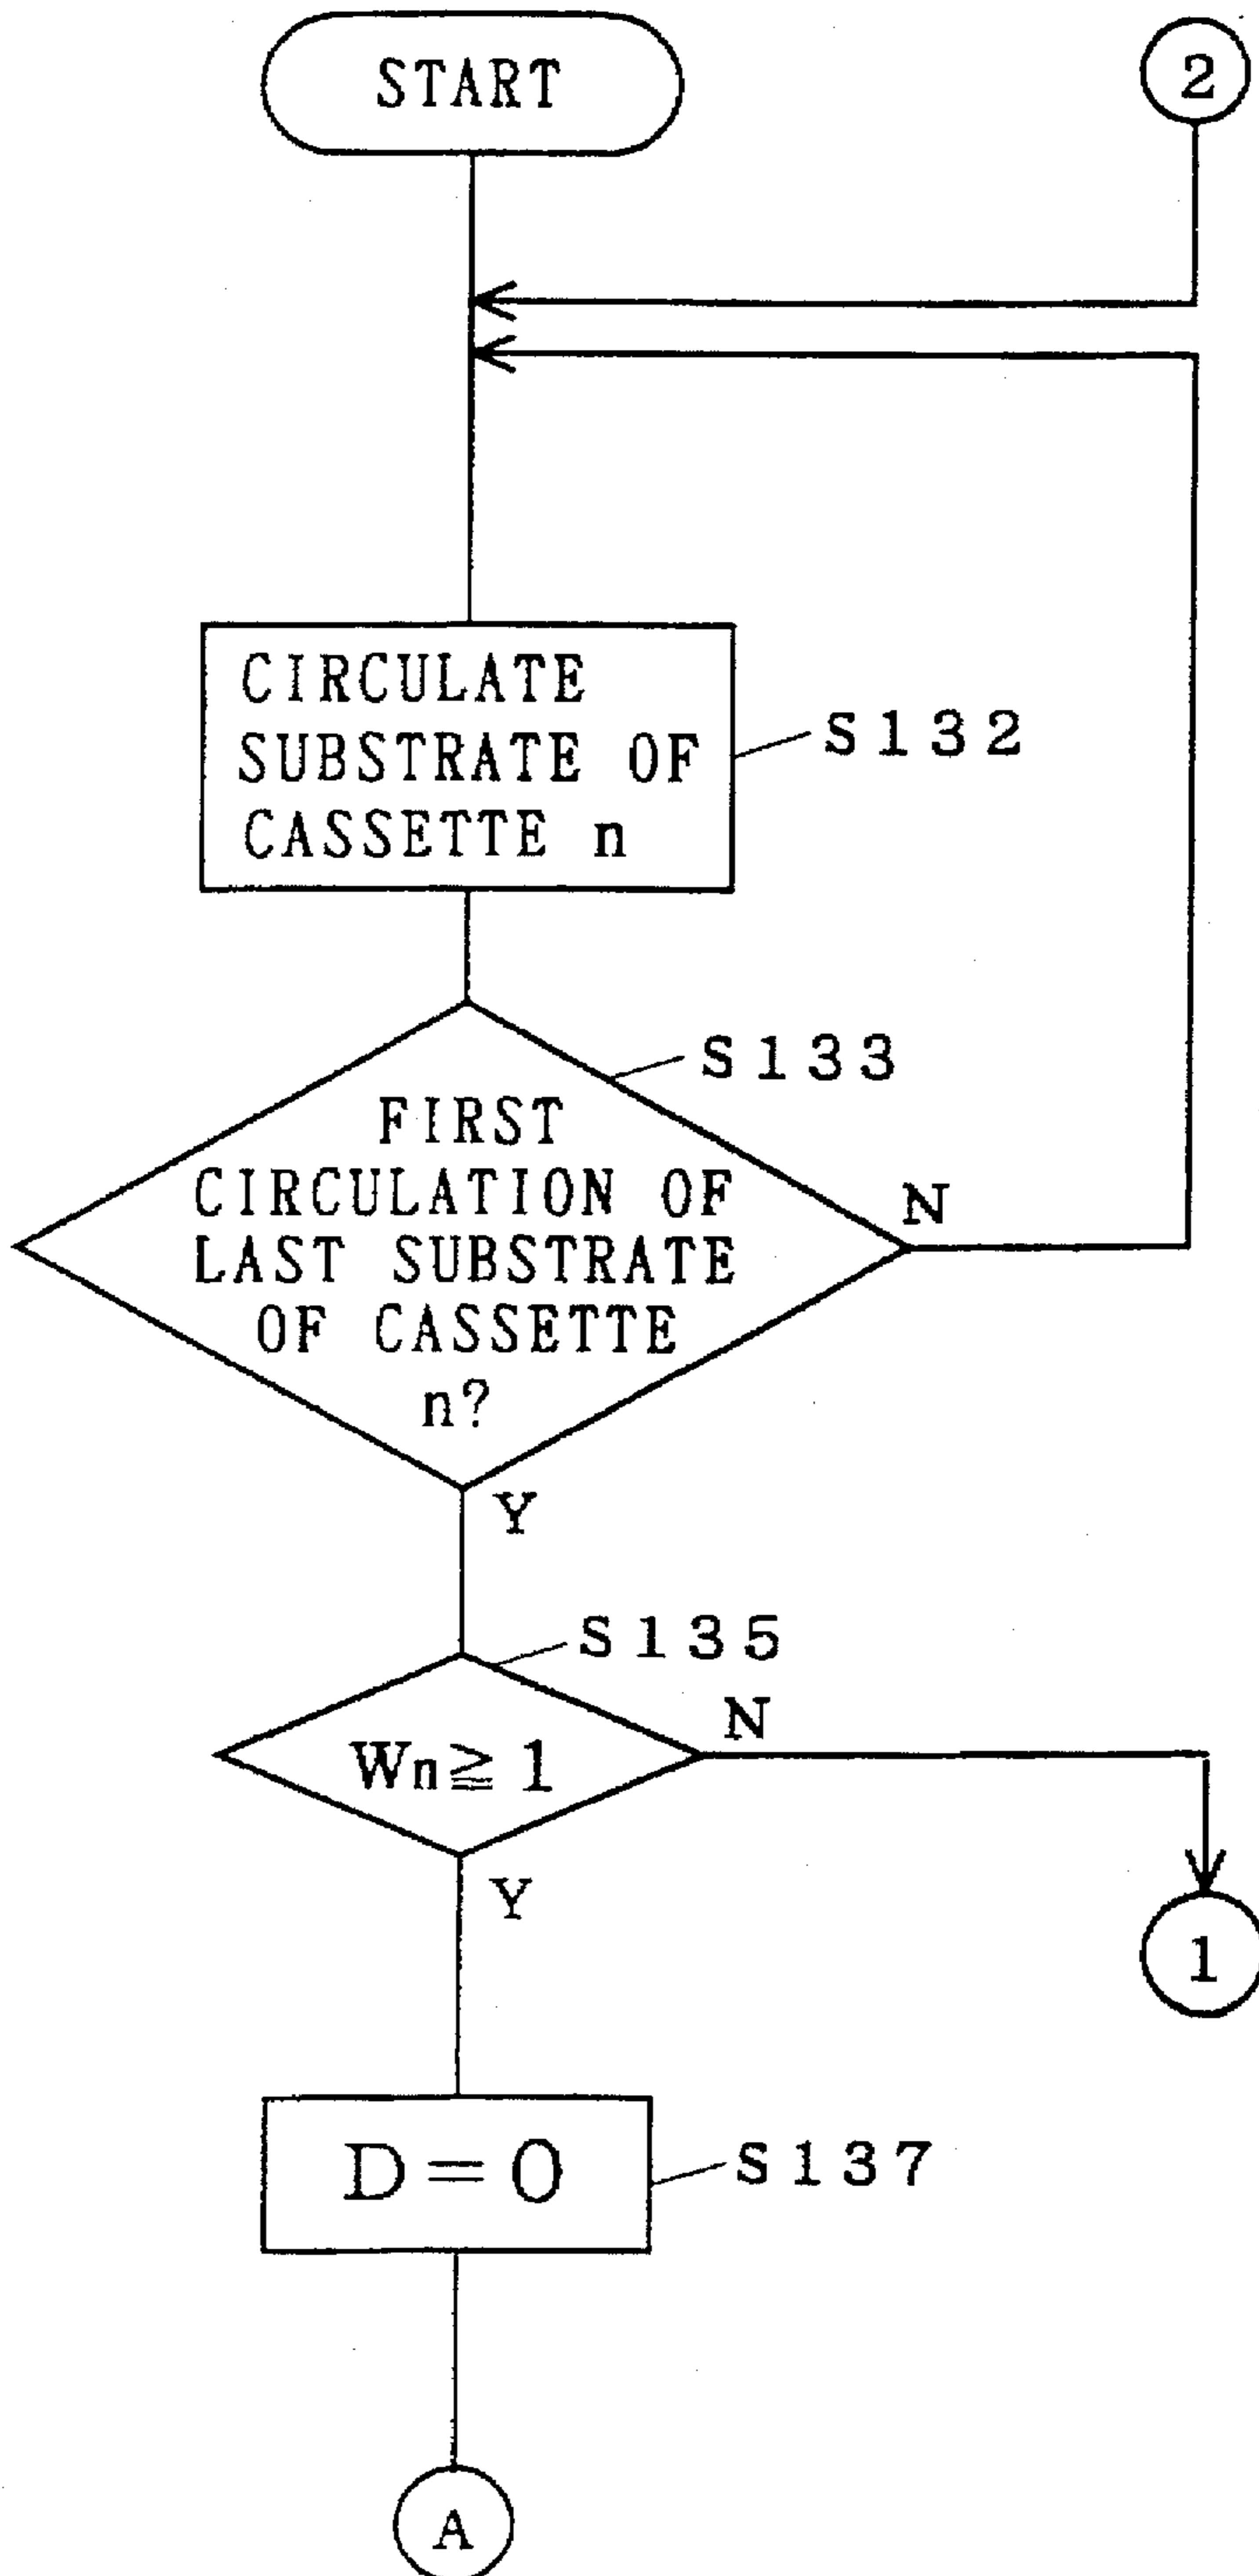 START
2
CIRCULATE
SUBSTRATE OF
CASSETTE n
S132
S133
FIRST
CIRCULATION OF
LAST SUBSTRATE
OF CASSETTE
n?
N
Y
S135
Wn≧1
N
Y
1
D=0
S137
A